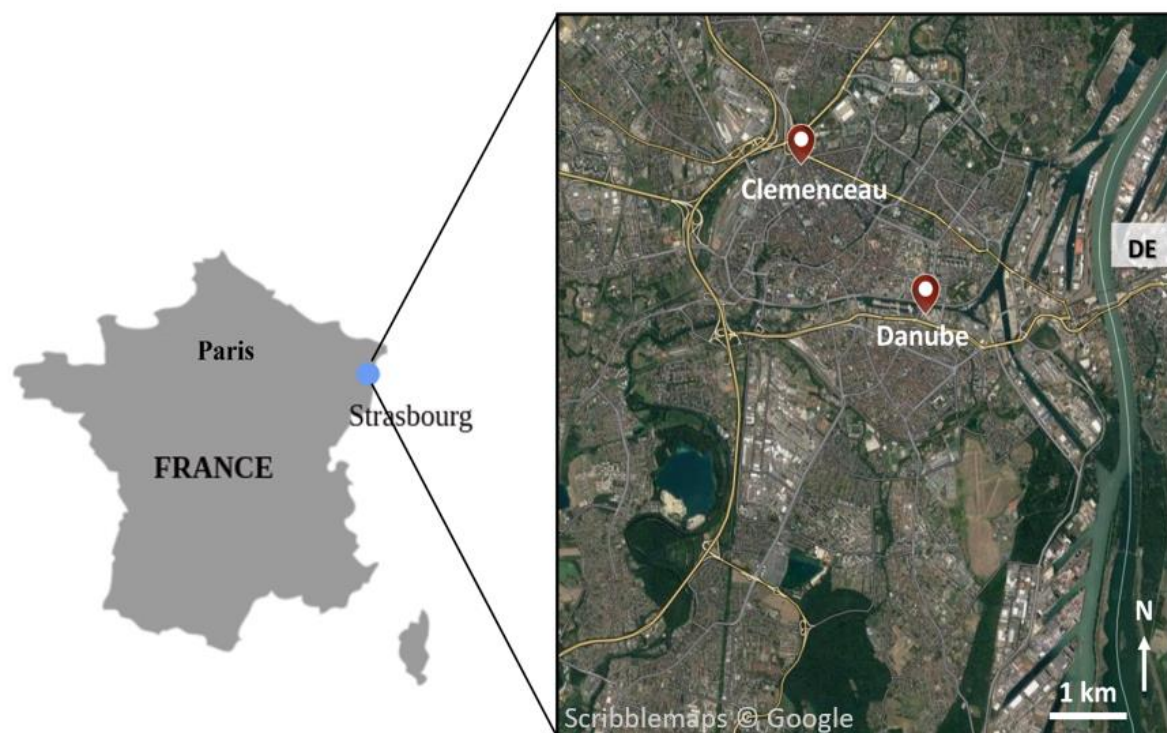 Paris
Strasbourg
FRANCE
Clemenceau
DE
Danube
N
1 km
Scribblemaps © Google